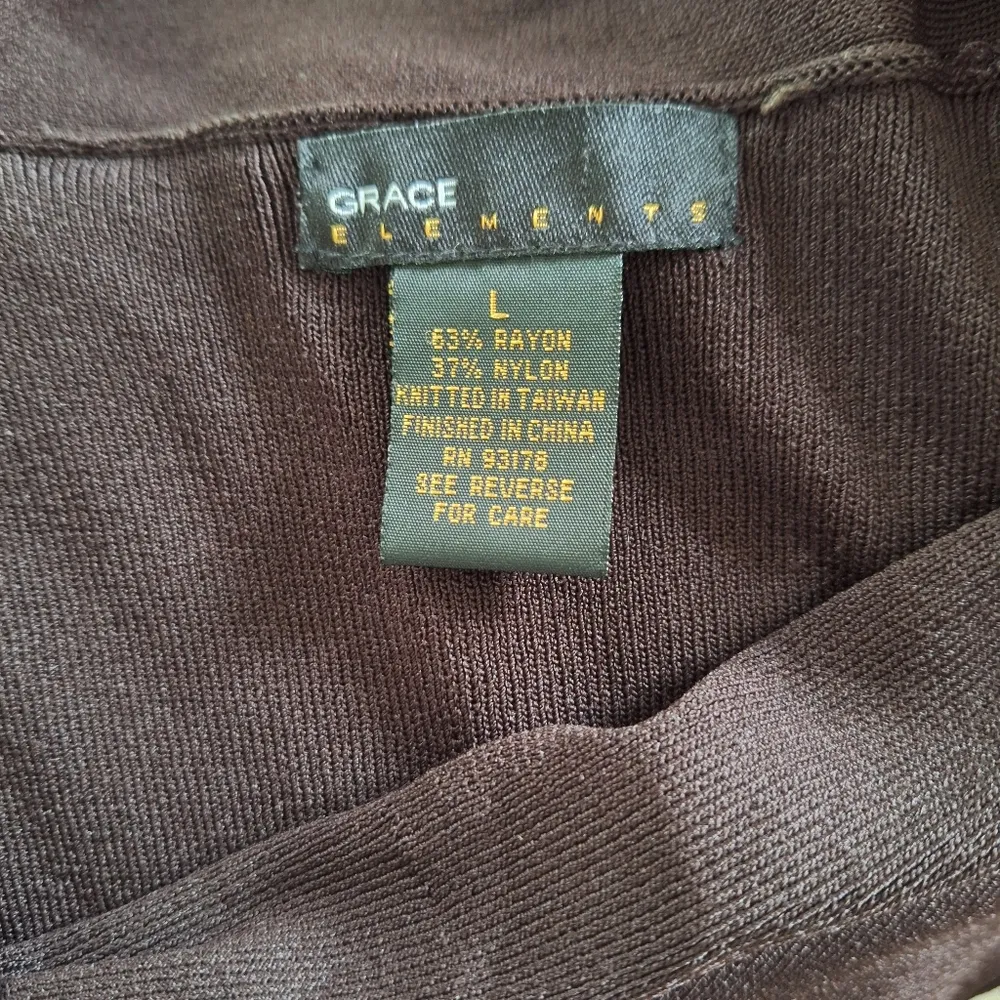 GRACE
ELEMENTS
L
63% RAYON
37% NYLON
KNITTED IN TAIWAN
FINISHED IN CHINA
RN 93178
SEE REVERSE
FOR CARE